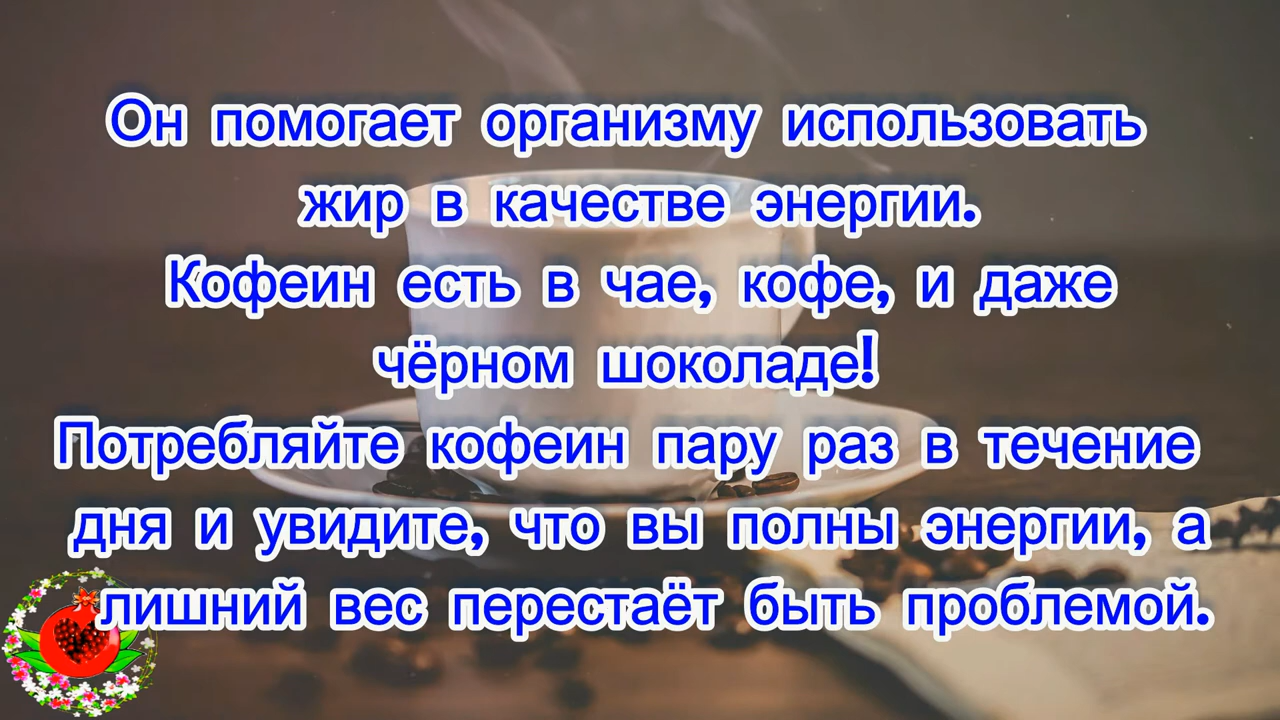 Он помогает организму использовать
жир в качестве энергии.
Кофеин есть в чае, кофе, и даже
чёрном шоколаде!
Потребляйте кофеин пару раз в течение
дня и увидите, что вы полны энергии, а
лишний вес перестаёт быть проблемой.